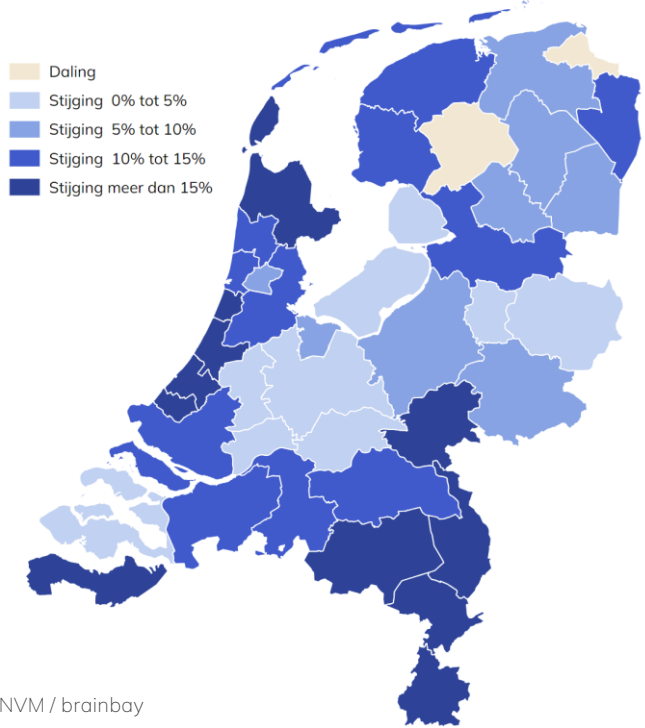 Daling
Stijging 0% tot 5%
Stijging 5% tot 10%
Stijging 10% tot 15%
Stijging meer dan 15%
NVM / brainbay